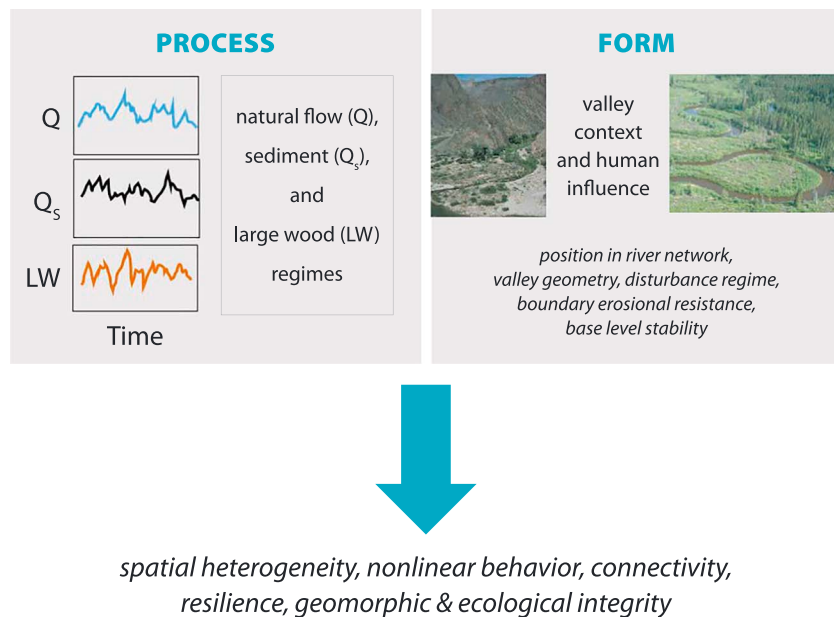 PROCESS
Q
Q_s
LW
Time
natural flow (Q),
sediment (Q_s),
and
large wood (LW)
regimes
FORM
valley
context
and human
influence
position in river network,
valley geometry, disturbance regime,
boundary erosional resistance,
base level stability
spatial heterogeneity, nonlinear behavior, connectivity,
resilience, geomorphic & ecological integrity